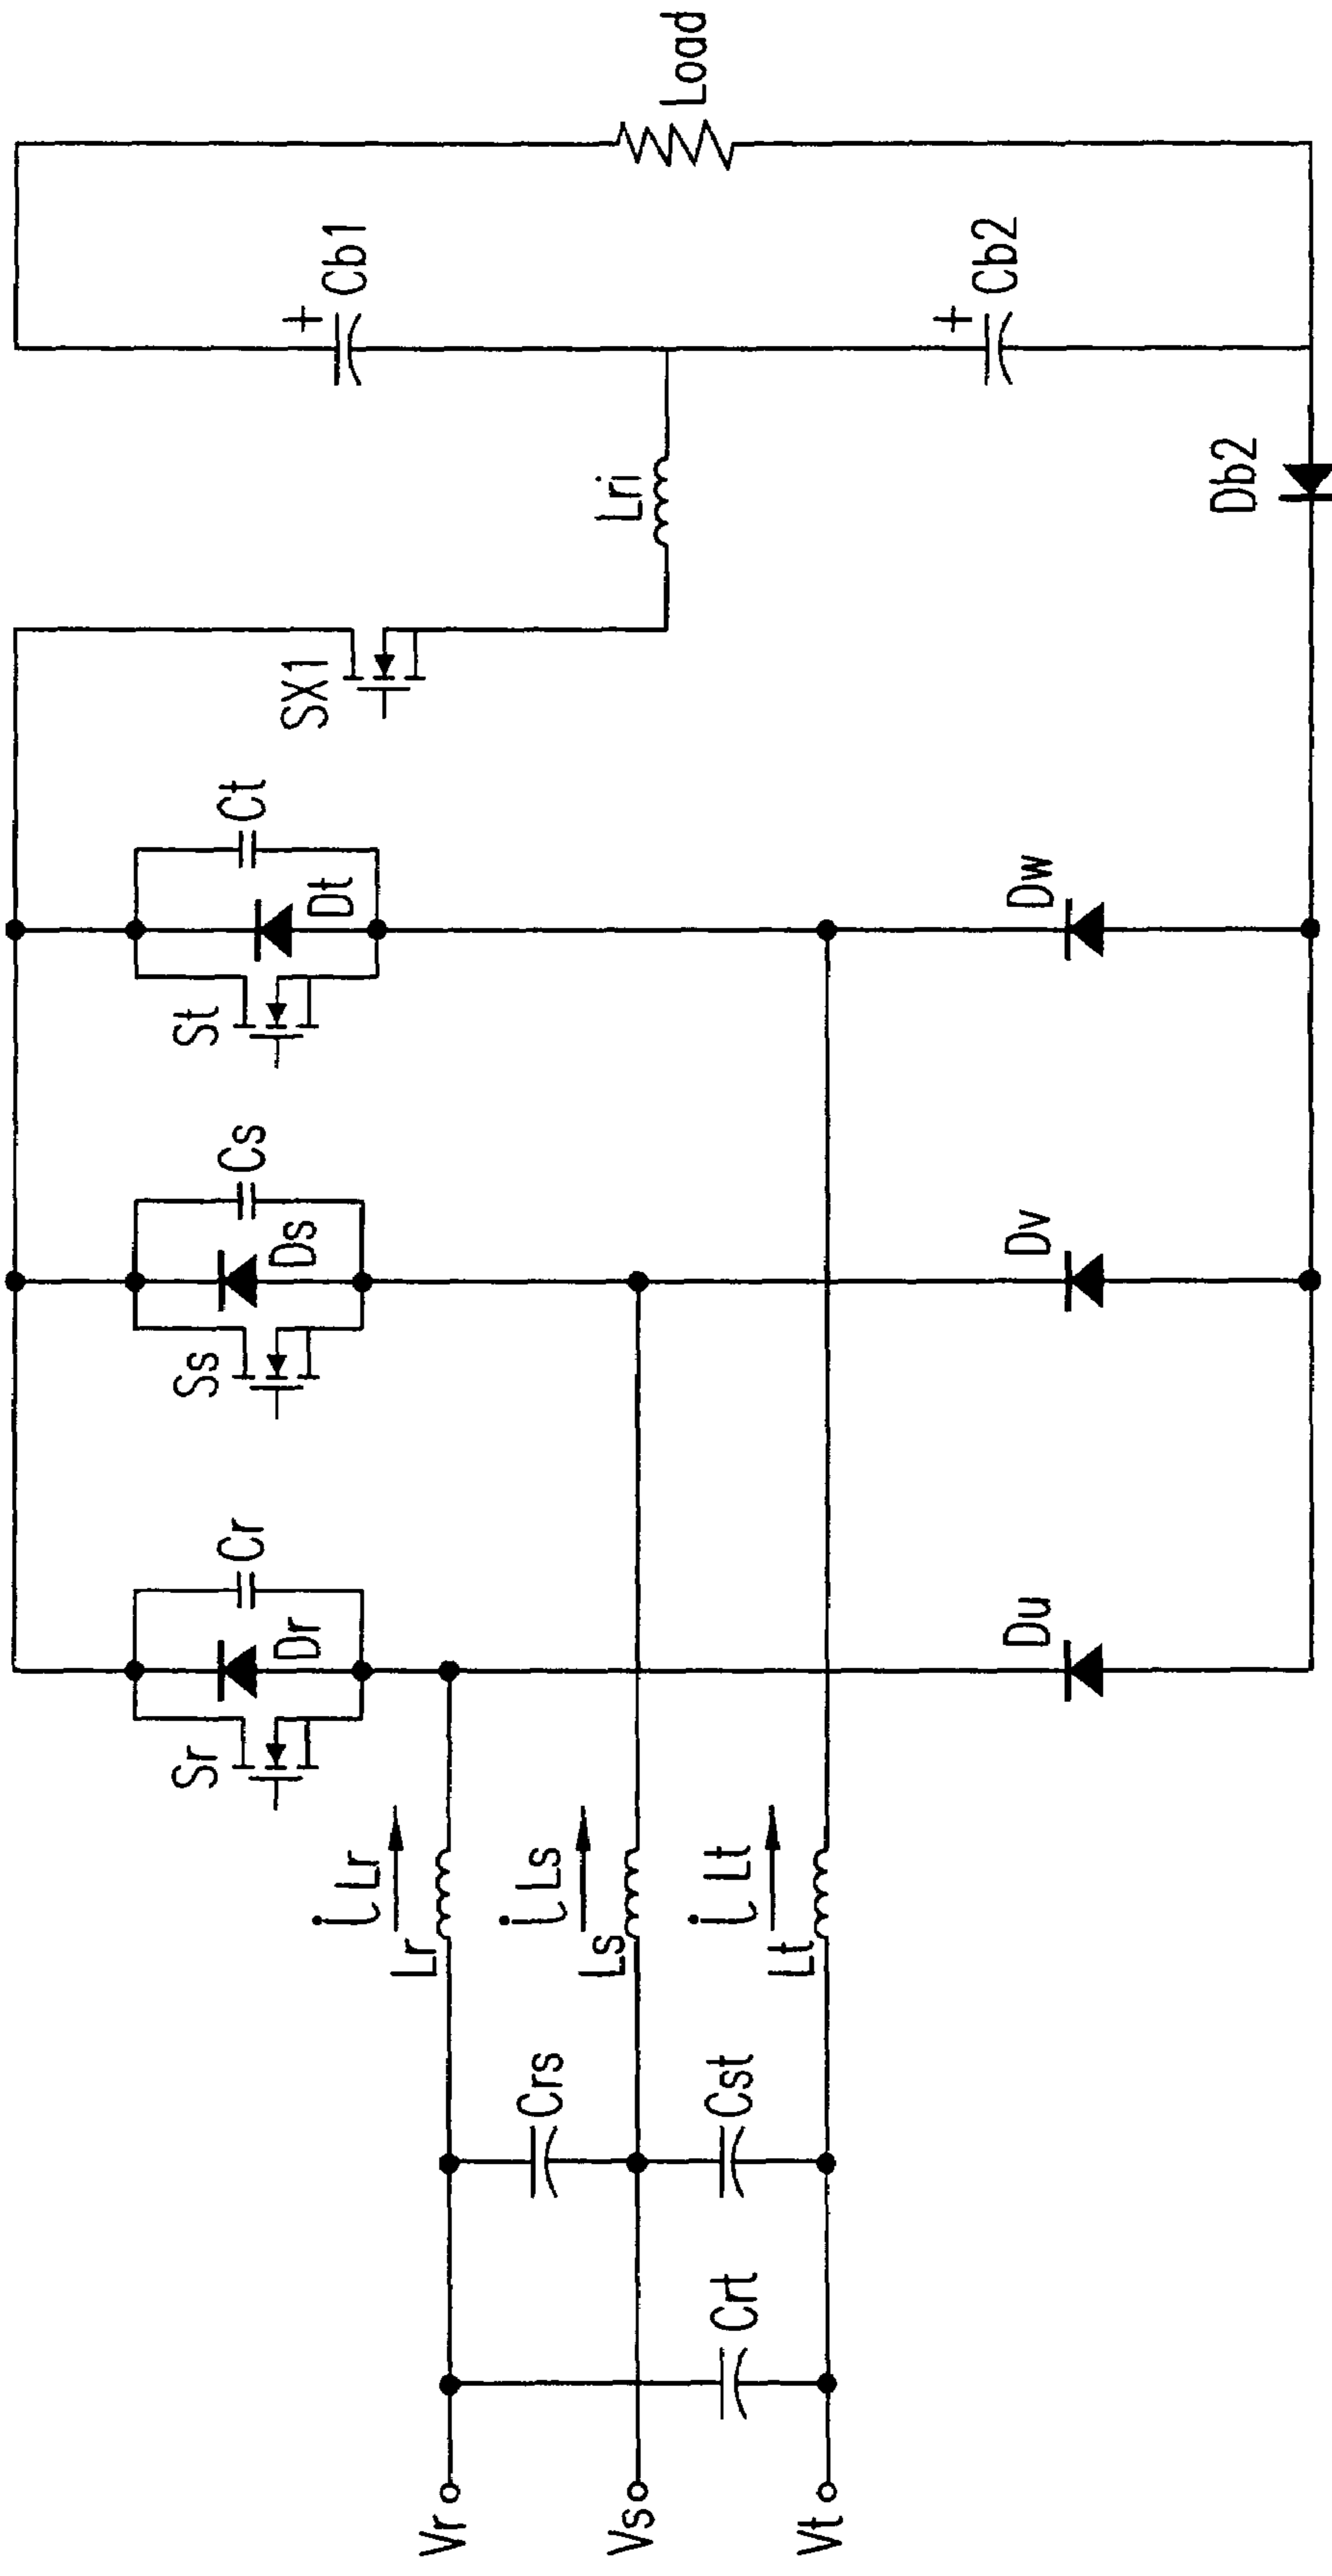 Sr
Dr
Cr
Ss
Ds
Cs
St
Dt
Ct
SX1
Cb1
+
Lri
Load
Cb2
+
Vr
Vs
Vt
Crt
Crs
Cst
Lr
iLr
Ls
iLs
Lt
iLt
Du
Dv
Dw
Db2